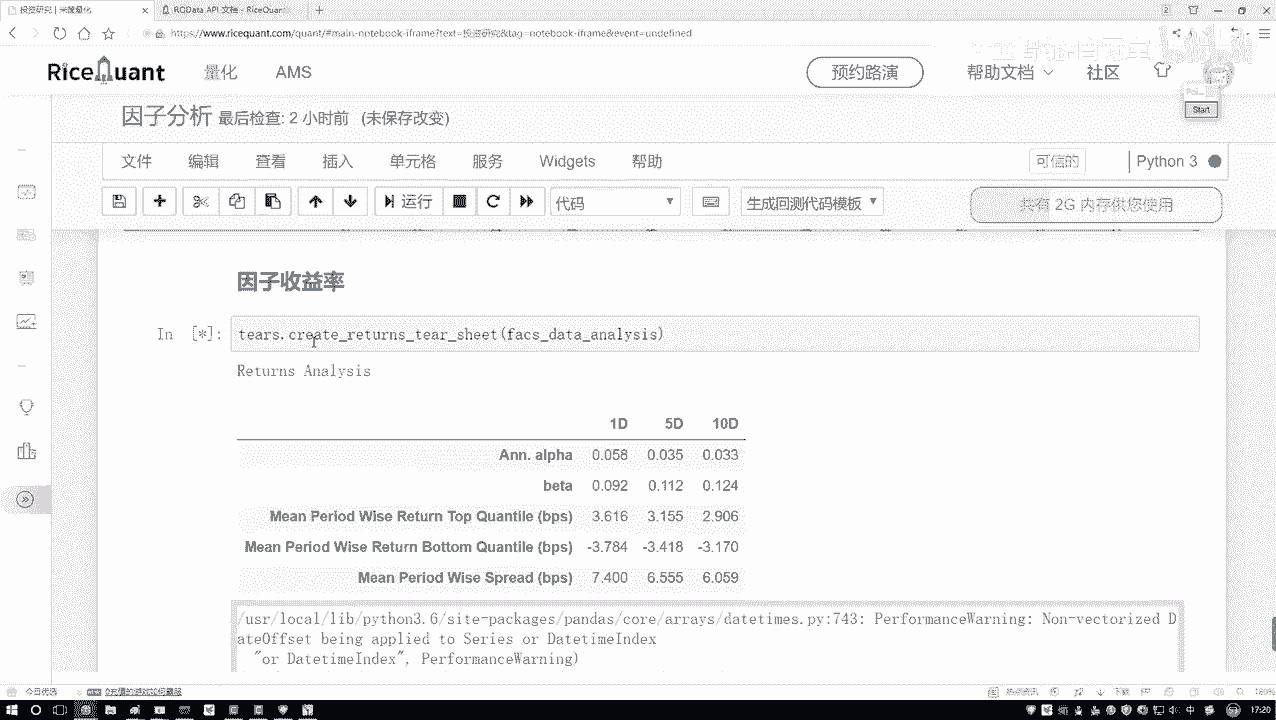 投资研究 | 米筐量化
RQData API 文档 - RiceQuant
https://www.ricequant.com/quant/#main-notebook-iframe?text=投资研究&tag=notebook-iframe&event=undefined
RiceQuant 量化 AMS 预约路演 帮助文档 社区
Start
因子分析 最后检查: 2 小时前 (未保存改变)
文件 编辑 查看 插入 单元格 服务 Widgets 帮助 可信的 Python 3
运行 代码 生成回测代码模板 共有 2G 内存供您使用
因子收益率
In [*]: tears.create_returns_tear_sheet(facs_data_analysis)
Returns Analysis
1D 5D 10D
Ann. alpha 0.058 0.035 0.033
beta 0.092 0.112 0.124
Mean Period Wise Return Top Quantile (bps) 3.616 3.155 2.906
Mean Period Wise Return Bottom Quantile (bps) -3.784 -3.418 -3.170
Mean Period Wise Spread (bps) 7.400 6.555 6.059
/usr/local/lib/python3.6/site-packages/pandas/core/arrays/datetimes.py:743: PerformanceWarning: Non-vectorized D
ateOffset being applied to Series or DatetimeIndex
"or DatetimeIndex", PerformanceWarning)
今日优选
180%
17:20